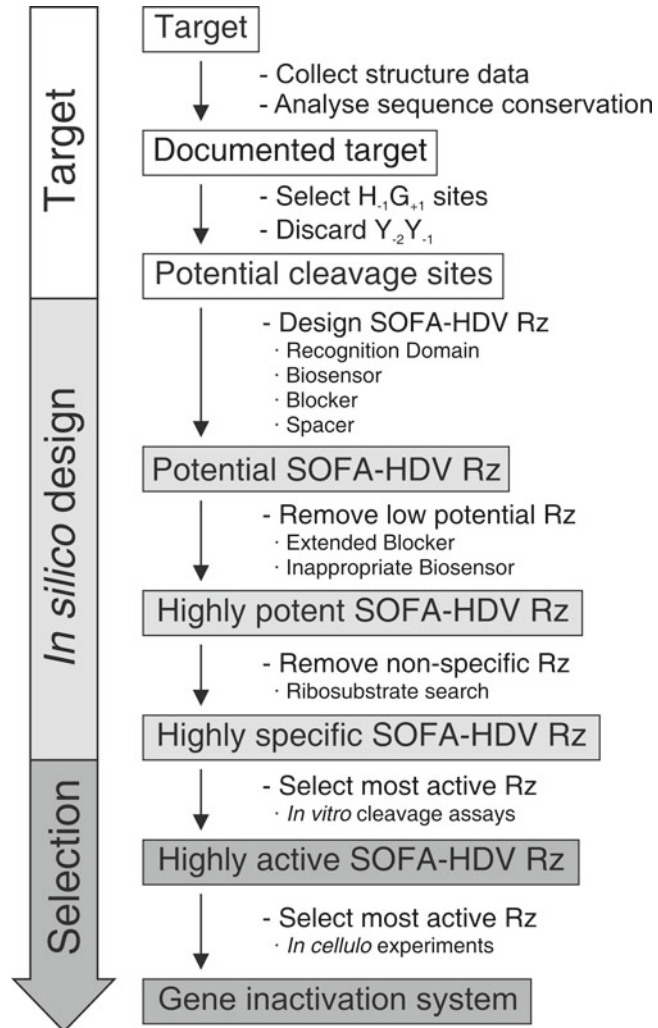 Target
In silico design
Selection
Target
- Collect structure data
- Analyse sequence conservation
Documented target
- Select H₋₁G₊₁ sites
- Discard Y₋₂Y₋₁
Potential cleavage sites
- Design SOFA-HDV Rz
· Recognition Domain
· Biosensor
· Blocker
· Spacer
Potential SOFA-HDV Rz
- Remove low potential Rz
· Extended Blocker
· Inappropriate Biosensor
Highly potent SOFA-HDV Rz
- Remove non-specific Rz
· Ribosubstrate search
Highly specific SOFA-HDV Rz
- Select most active Rz
· In vitro cleavage assays
Highly active SOFA-HDV Rz
- Select most active Rz
· In cellulo experiments
Gene inactivation system